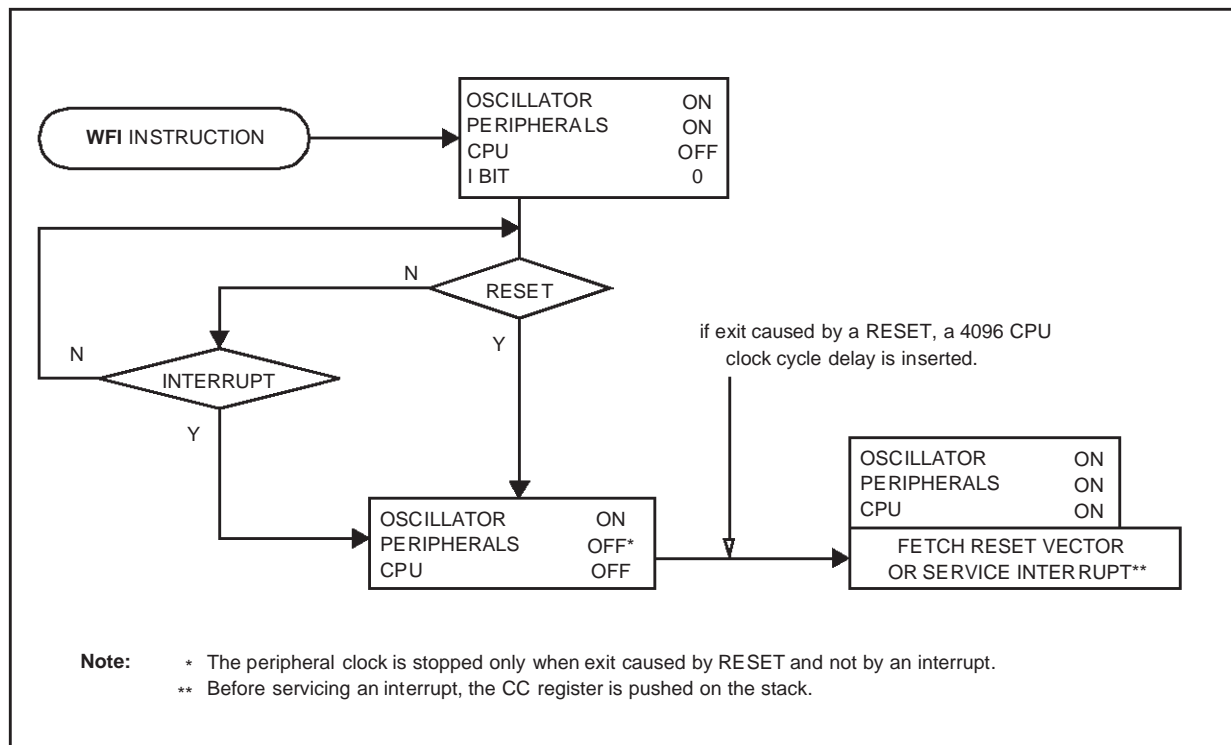 WFI INSTRUCTION
OSCILLATOR ON
PERIPHERALS ON
CPU OFF
I BIT 0
N
RESET
Y
N
INTERRUPT
Y
if exit caused by a RESET, a 4096 CPU
clock cycle delay is inserted.
OSCILLATOR ON
PERIPHERALS OFF*
CPU OFF
OSCILLATOR ON
PERIPHERALS ON
CPU ON
FETCH RESET VECTOR
OR SERVICE INTERRUPT**
Note: * The peripheral clock is stopped only when exit caused by RESET and not by an interrupt.
** Before servicing an interrupt, the CC register is pushed on the stack.